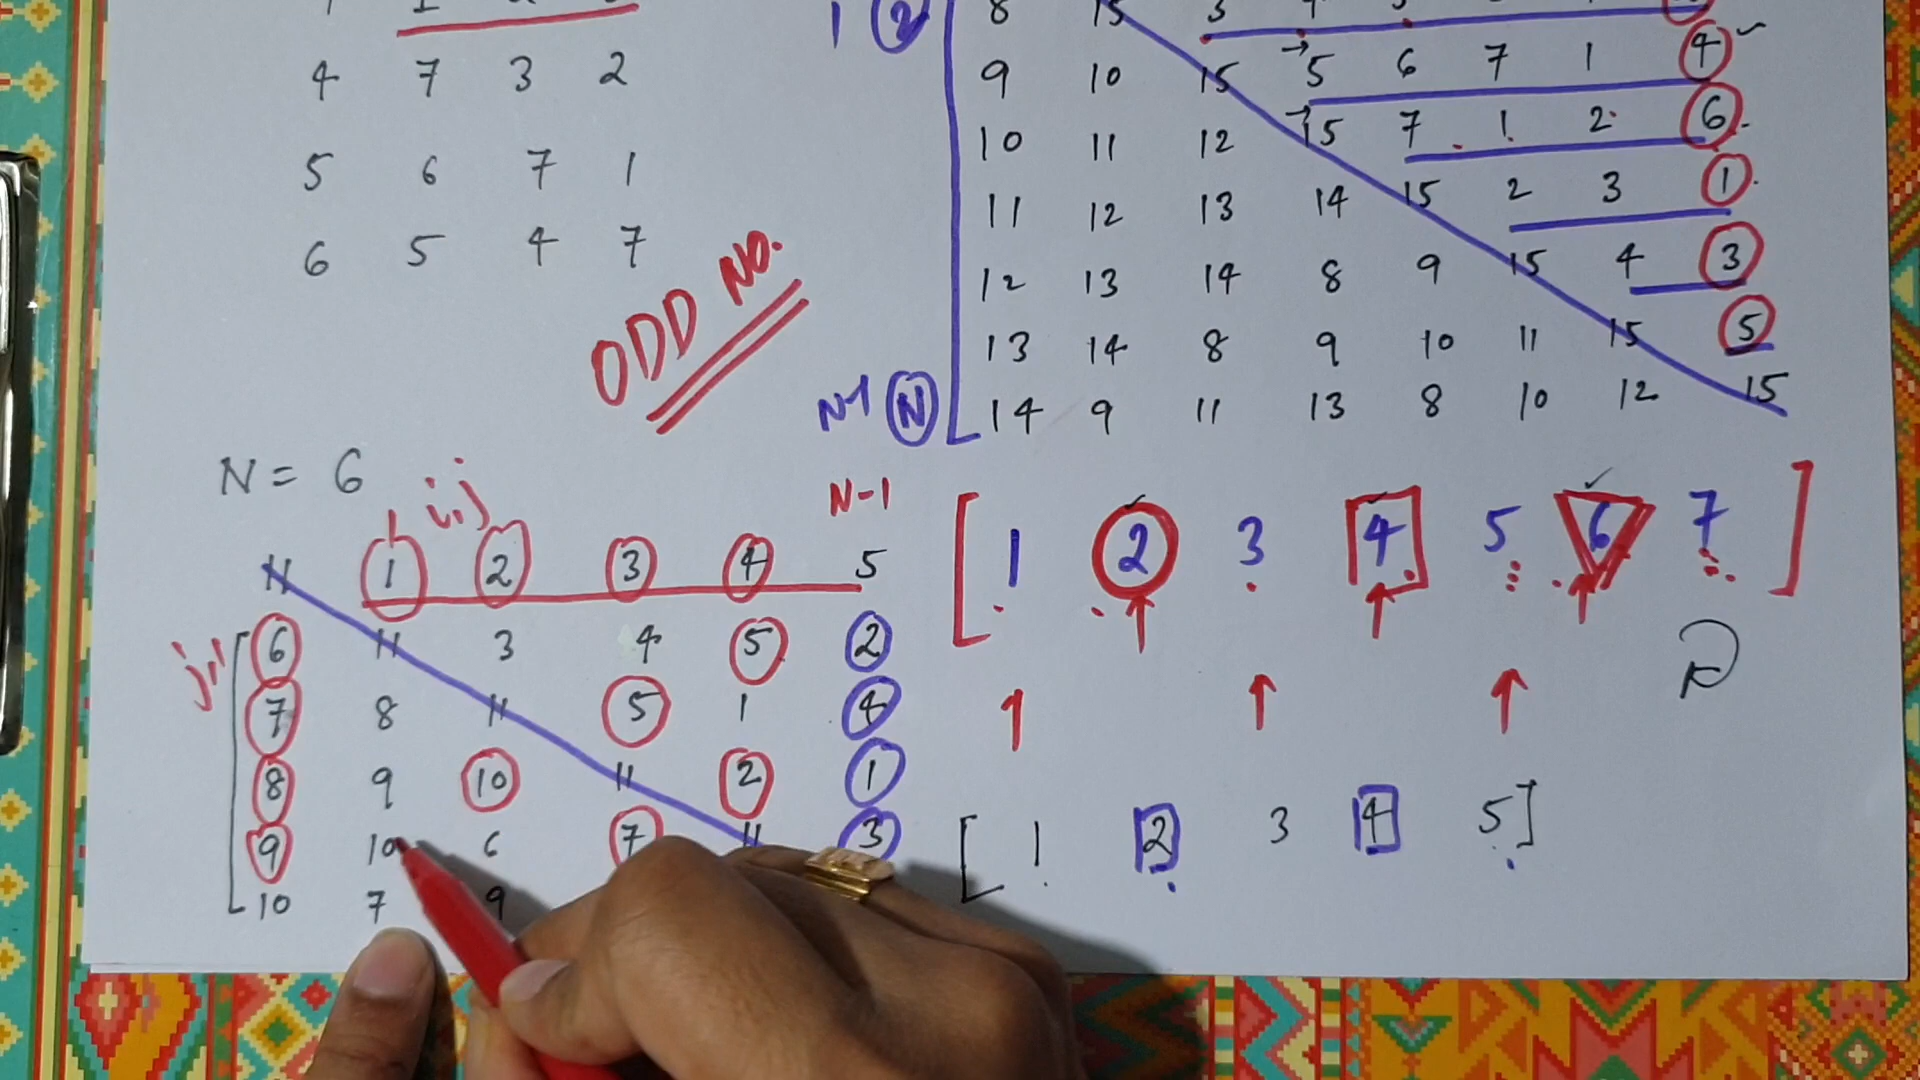 4 7 3 2
5 6 7 1
6 5 4 7
ODD NO.
1 2
8 15 3
9 10 15 5 6 7 1 4
10 11 12 15 7 1 2 6
11 12 13 14 15 2 3 1
12 13 14 8 9 15 4 3
13 14 8 9 10 11 15 5
N-1 N 14 9 11 13 8 10 12 15
N = 6
i,j
N-1
11 1 2 3 4 5
j,i
6 11 3 4 5 2
7 8 11 5 1 4
8 9 10 11 2 1
9 10 6 7 11 3
10 7 9
[ 1 2 3 4 5 6 7 ]
[ 1 2 3 4 5 ]